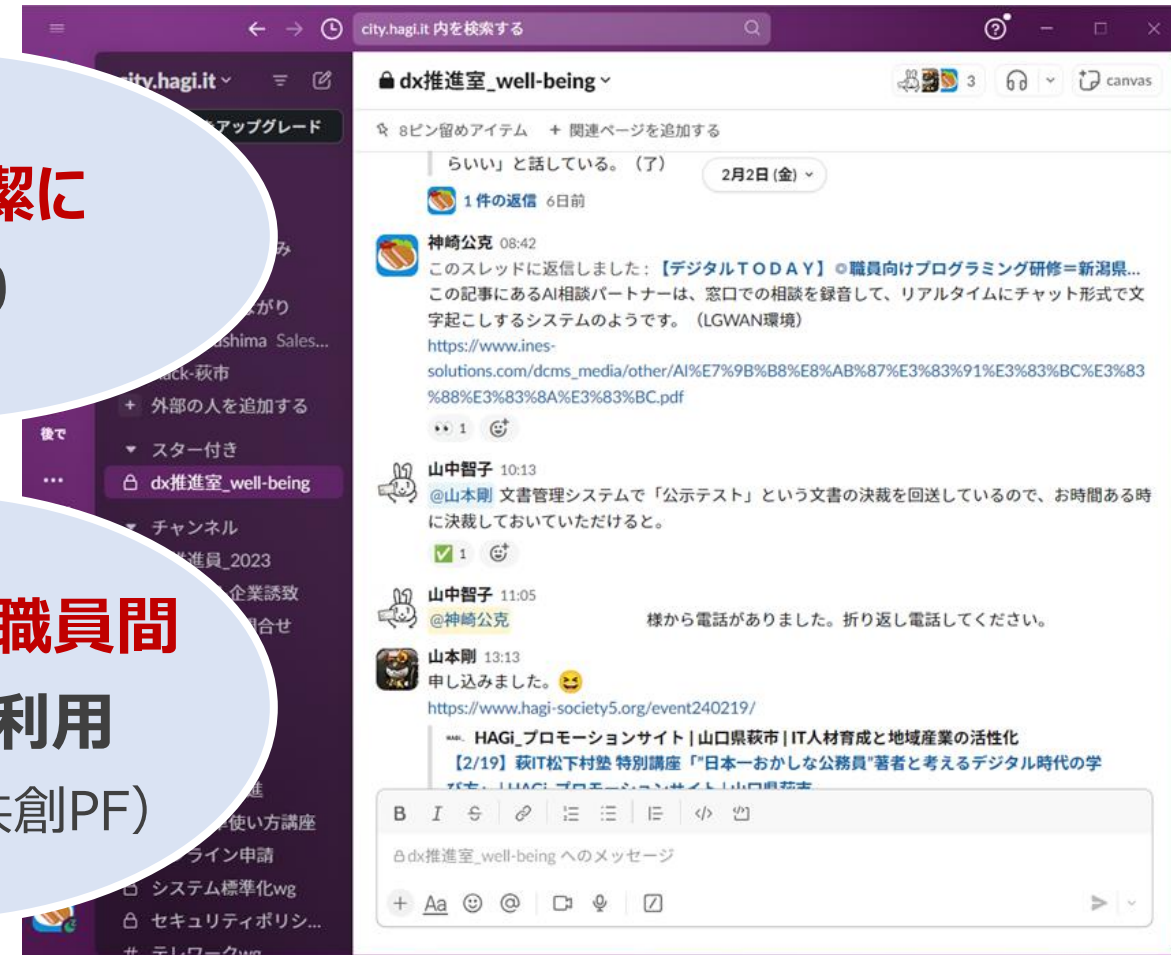 city.hagi.it 内を検索する
city.hagi.it
アップグレード
潔に
がり
Sales...
ck-萩市
+ 外部の人を追加する
後で
スター付き
dx推進室_well-being
チャンネル
進員_2023
企業誘致
合せ
職員間
利用
創PF）
使い方講座
ライン申請
システム標準化wg
セキュリティポリシ...
# テレワークwg
dx推進室_well-being
3
canvas
8ピン留めアイテム + 関連ページを追加する
らいい」と話している。（了）
2月2日 (金)
1 件の返信 6日前
神崎公克 08:42
このスレッドに返信しました : 【デジタルＴＯＤＡＹ】◎職員向けプログラミング研修＝新潟県...
この記事にあるAI相談パートナーは、窓口での相談を録音して、リアルタイムにチャット形式で文
字起こしするシステムのようです。（LGWAN環境）
https://www.ines-
solutions.com/dcms_media/other/AI%E7%9B%B8%E8%AB%87%E3%83%91%E3%83%BC%E3%83
%88%E3%83%8A%E3%83%BC.pdf
1
山中智子 10:13
@山本剛 文書管理システムで「公示テスト」という文書の決裁を回送しているので、お時間ある時
に決裁しておいていただけると。
1
山中智子 11:05
@神崎公克 様から電話がありました。折り返し電話してください。
山本剛 13:13
申し込みました。
https://www.hagi-society5.org/event240219/
HAGi_プロモーションサイト | 山口県萩市 | IT人材育成と地域産業の活性化
【2/19】萩IT松下村塾 特別講座「"日本一おかしな公務員"著者と考えるデジタル時代の学
び方」 | HAGi_プロモーションサイト | 山口県萩市
B I S
dx推進室_well-being へのメッセージ
+ Aa @